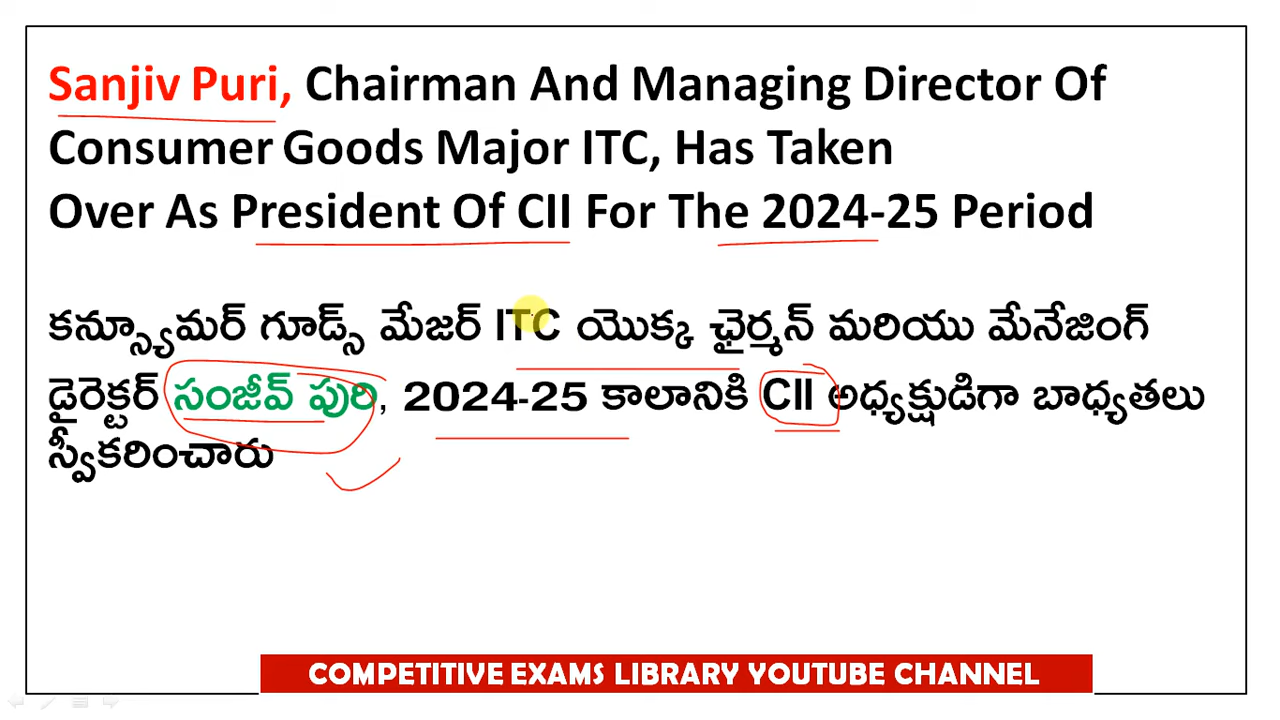 Sanjiv Puri, Chairman And Managing Director Of
Consumer Goods Major ITC, Has Taken
Over As President Of CII For The 2024-25 Period
కన్స్యూమర్ గూడ్స్ మేజర్ ITC యొక్క ఛైర్మన్ మరియు మేనేజింగ్
డైరెక్టర్ సంజీవ్ పురి, 2024-25 కాలానికి CII అధ్యక్షుడిగా బాధ్యతలు
స్వీకరించారు
COMPETITIVE EXAMS LIBRARY YOUTUBE CHANNEL